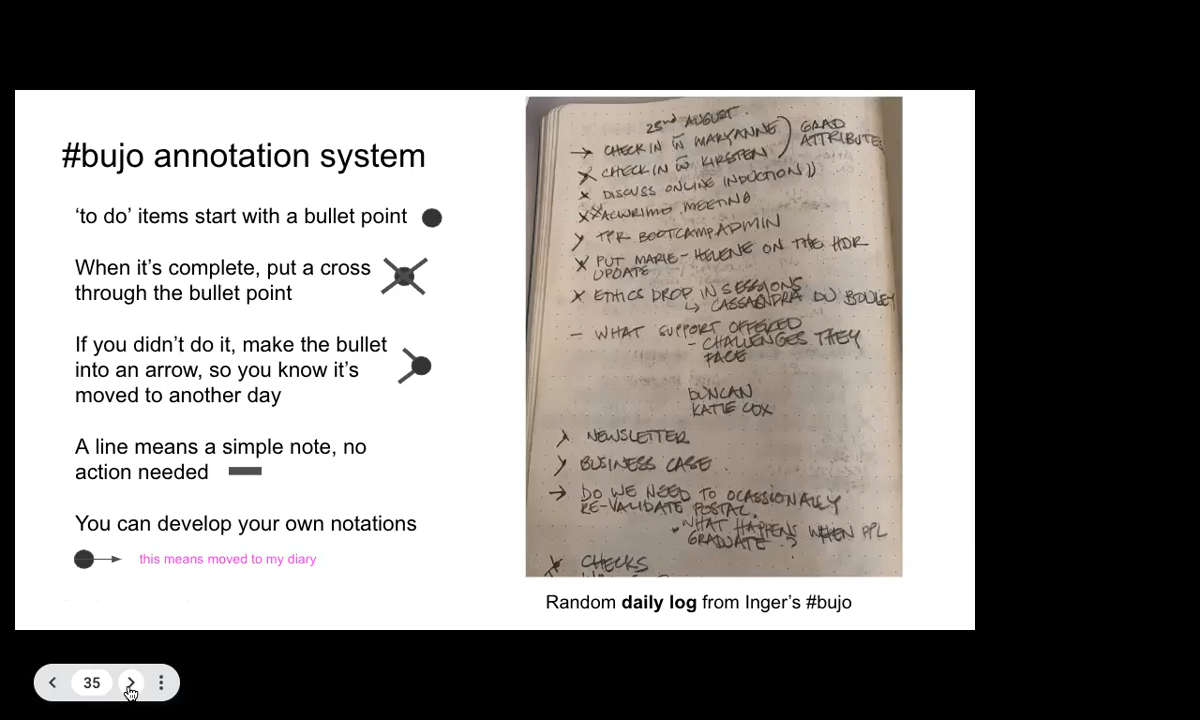 #bujo annotation system
‘to do’ items start with a bullet point
When it’s complete, put a cross
through the bullet point
If you didn’t do it, make the bullet
into an arrow, so you know it’s
moved to another day
A line means a simple note, no
action needed
You can develop your own notations
this means moved to my diary
23rd AUGUST
→ CHECK IN W MARYANNE
GRAD
ATTRIBUTES
X CHECK IN W KIRSTEN
X DISCUSS ONLINE INDUCTION
XX ACWRIMO MEETING
> TPR BOOTCAMP ADMIN
X PUT MARIE-HELENE ON THE HDR
UPDATE
X ETHICS DROP IN SESSIONS
↳ CASSAENDRA DU
- WHAT SUPPORT OFFERED
- CHALLENGES THEY
FACE
DUNCAN
KATIE COX
> NEWSLETTER
> BUSINESS CASE
→ DO WE NEED TO OCASSIONALLY
RE-VALIDATE POSTAL.
• WHAT HAPPENS WHEN PPL
GRADUATE?
X CHECKS
Random daily log from Inger’s #bujo
35